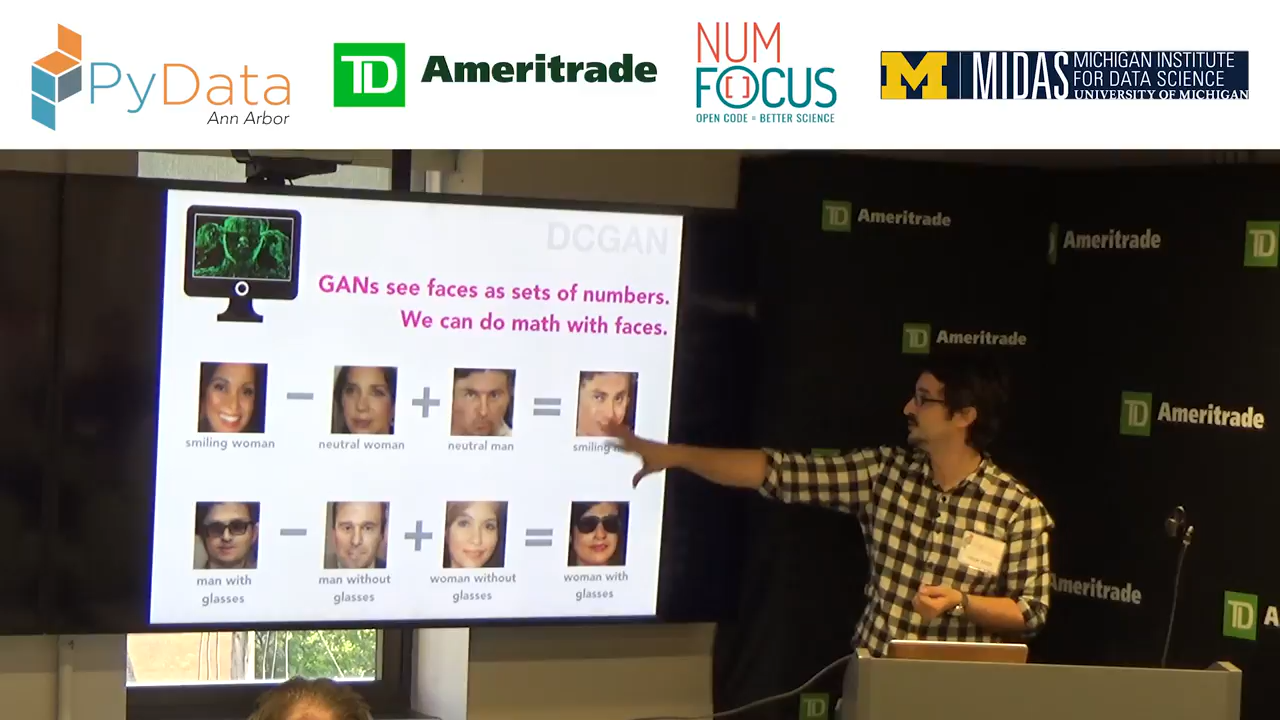 PyData
Ann Arbor
TD Ameritrade
NUM
FOCUS
OPEN CODE = BETTER SCIENCE
M MIDAS
MICHIGAN INSTITUTE
FOR DATA SCIENCE
UNIVERSITY OF MICHIGAN
DCGAN
GANs see faces as sets of numbers.
We can do math with faces.
− + =
smiling woman
neutral woman
neutral man
smiling
− + =
man with
glasses
man without
glasses
woman without
glasses
woman with
glasses
TD Ameritrade
Ameritrade
TD
TD Ameritrade
TD Ameritrade
Ameritrade
TD A
TD